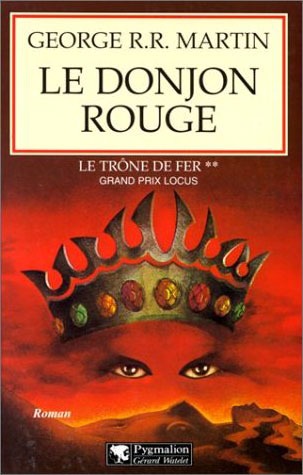 GEORGE R.R. MARTIN
LE DONJON
ROUGE
LE TRÔNE DE FER **
GRAND PRIX LOCUS
Roman
Pygmalion
Gérard Watelet